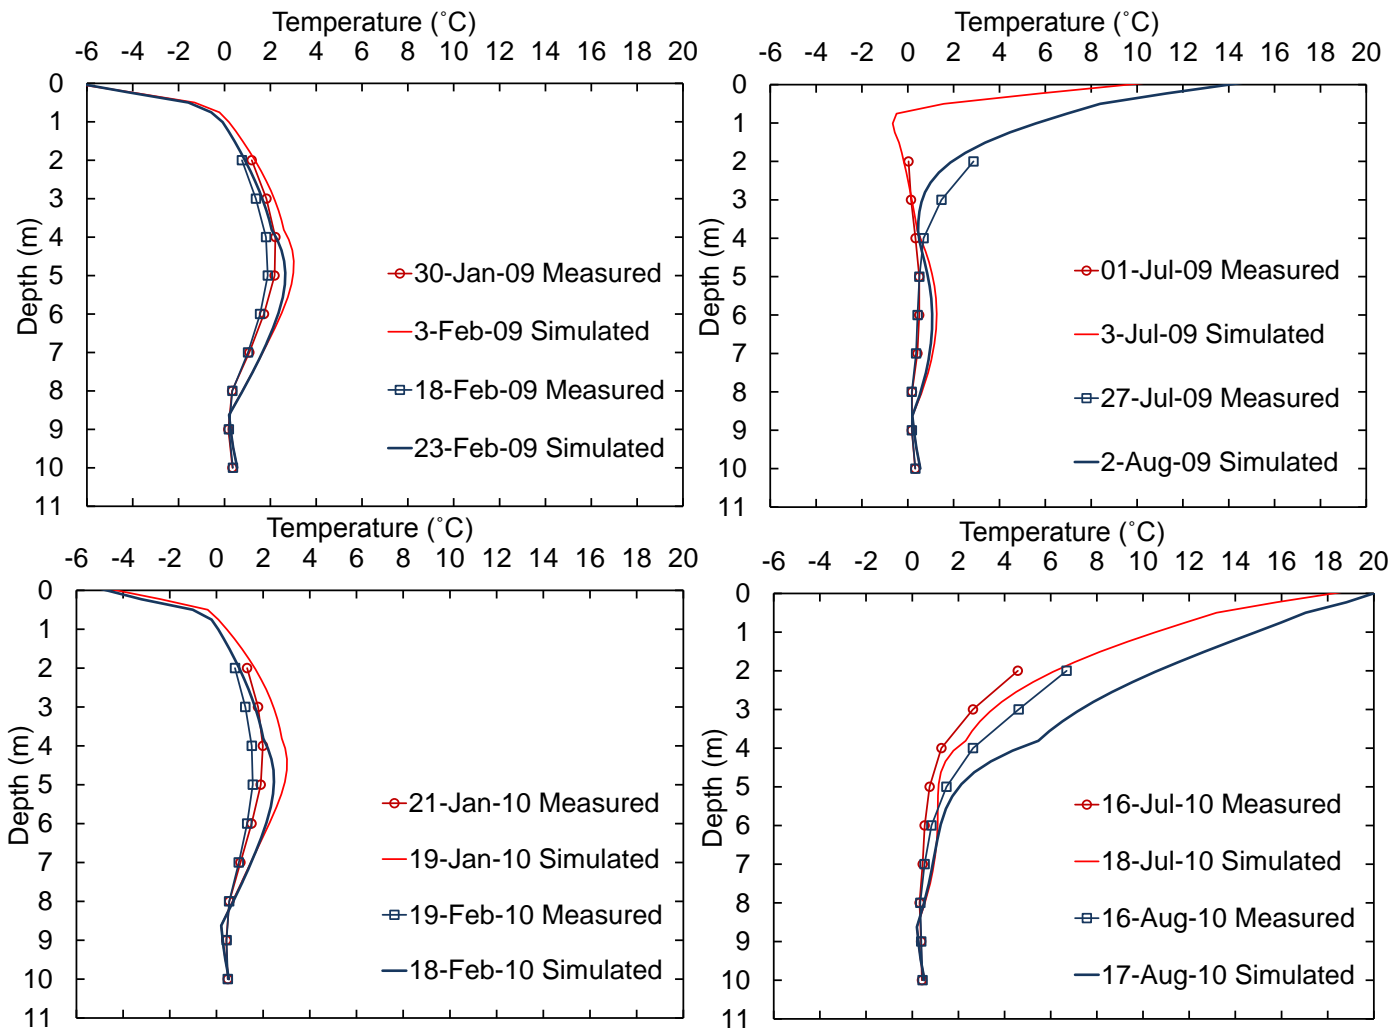 Temperature (˚C)
-6 -4 -2 0 2 4 6 8 10 12 14 16 18 20
0
1
2
3
4
5
6
7
8
9
10
11
Depth (m)
30-Jan-09 Measured
3-Feb-09 Simulated
18-Feb-09 Measured
23-Feb-09 Simulated
Temperature (˚C)
-6 -4 -2 0 2 4 6 8 10 12 14 16 18 20
0
1
2
3
4
5
6
7
8
9
10
11
Depth (m)
01-Jul-09 Measured
3-Jul-09 Simulated
27-Jul-09 Measured
2-Aug-09 Simulated
Temperature (˚C)
-6 -4 -2 0 2 4 6 8 10 12 14 16 18 20
0
1
2
3
4
5
6
7
8
9
10
11
Depth (m)
21-Jan-10 Measured
19-Jan-10 Simulated
19-Feb-10 Measured
18-Feb-10 Simulated
Temperature (˚C)
-6 -4 -2 0 2 4 6 8 10 12 14 16 18 20
0
1
2
3
4
5
6
7
8
9
10
11
Depth (m)
16-Jul-10 Measured
18-Jul-10 Simulated
16-Aug-10 Measured
17-Aug-10 Simulated